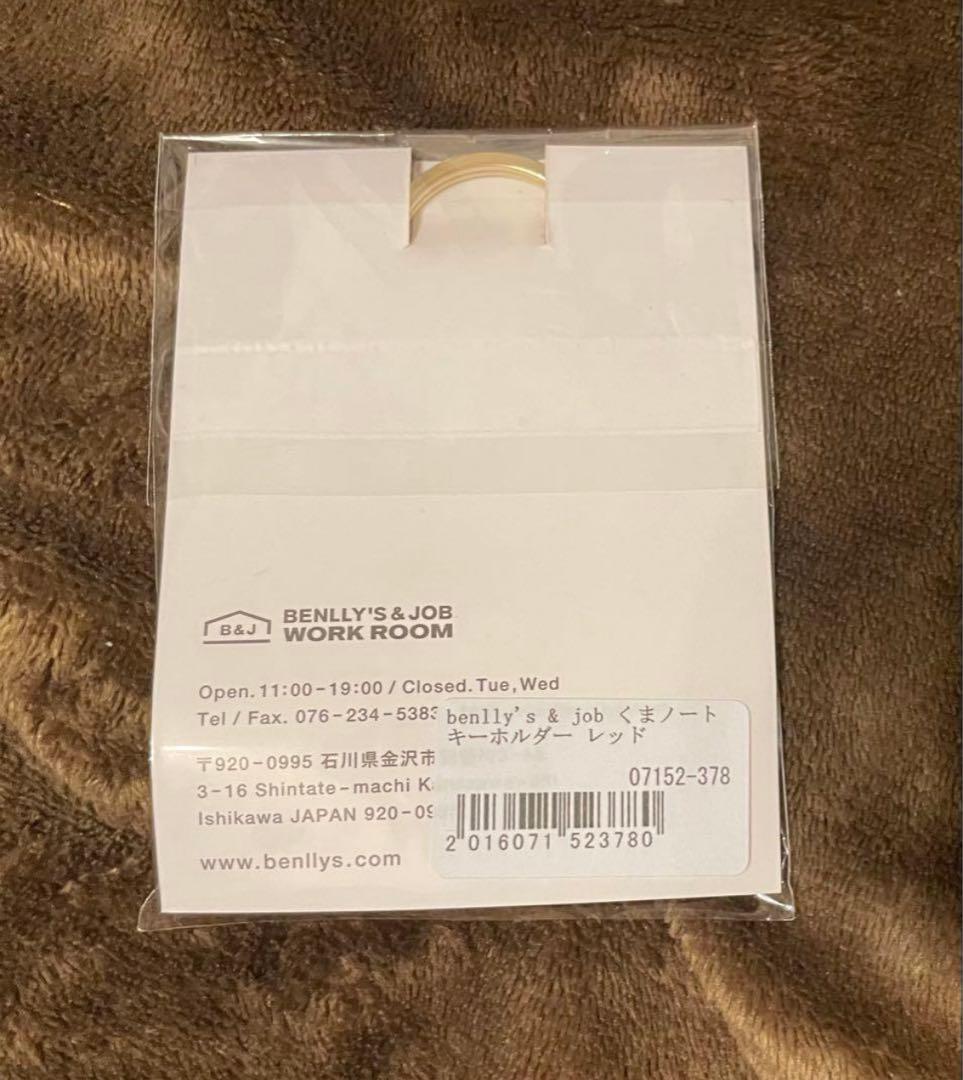 B&J
BENLLY'S & JOB
WORK ROOM
Open. 11:00-19:00 / Closed. Tue, Wed
Tel / Fax. 076-234-5383
〒920-0995 石川県金沢市
3-16 Shintate-machi
Ishikawa JAPAN
www.benllys.com
benlly's & job くまノート
キーホルダー レッド
07152-378
2 016071 523780